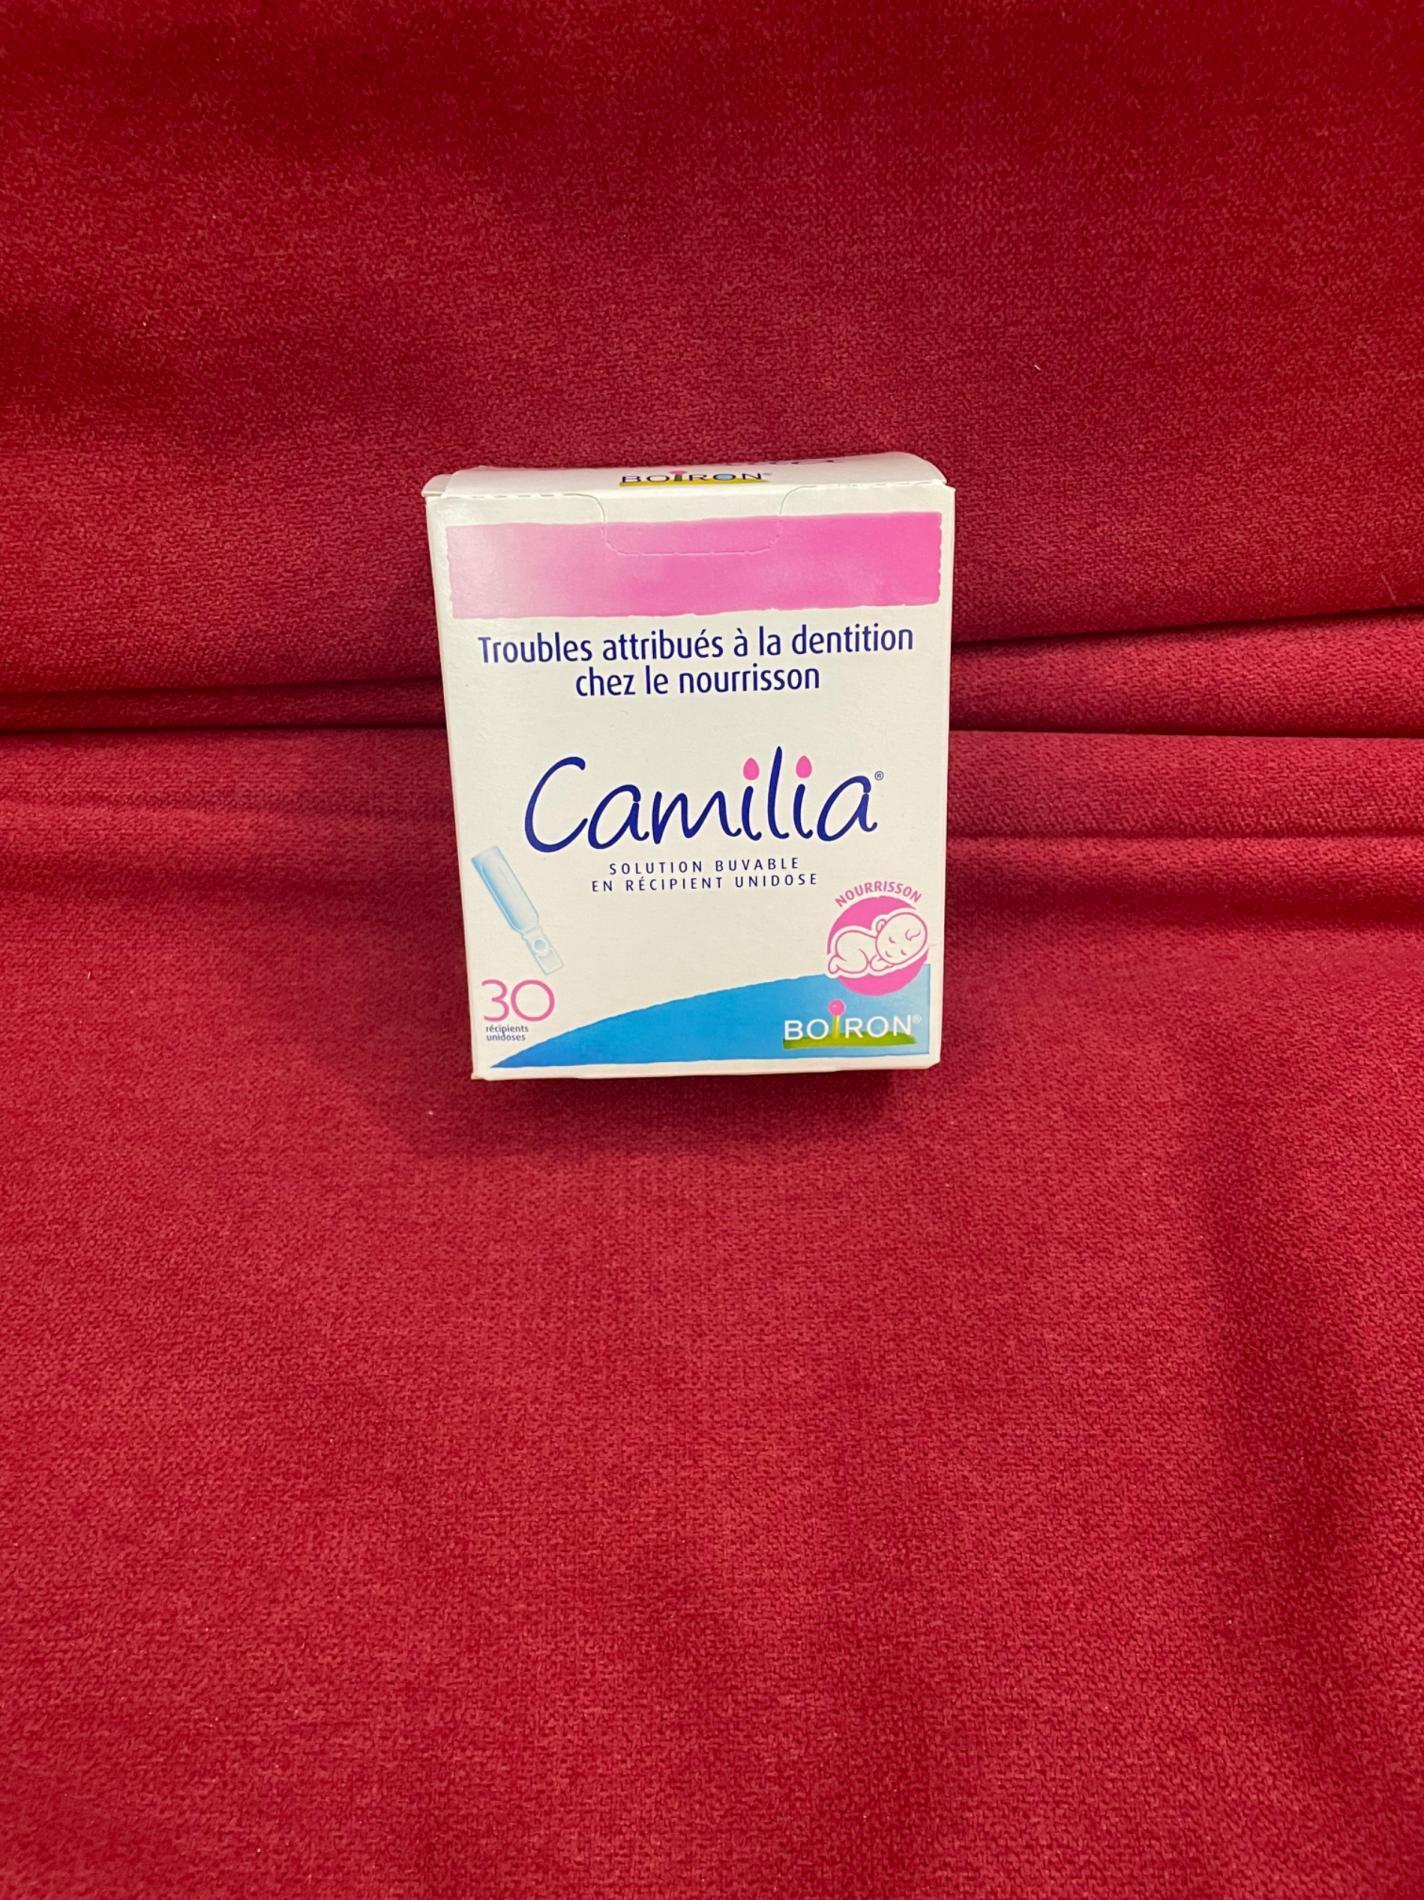 BOIRON®
Troubles attribués à la dentition
chez le nourrisson
Camilia®
SOLUTION BUVABLE
EN RÉCIPIENT UNIDOSE
NOURRISSON
30
récipients
unidoses
BOIRON®